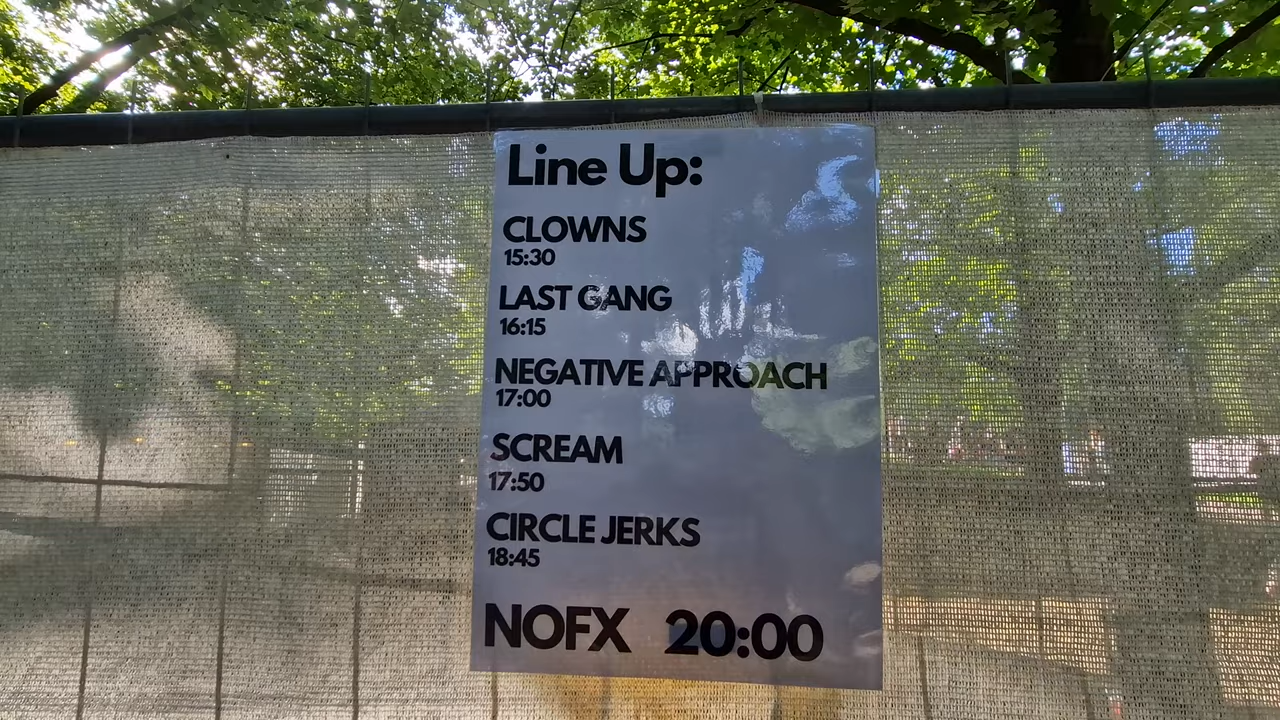 Line Up:
CLOWNS
15:30
LAST GANG
16:15
NEGATIVE APPROACH
17:00
SCREAM
17:50
CIRCLE JERKS
18:45
NOFX 20:00